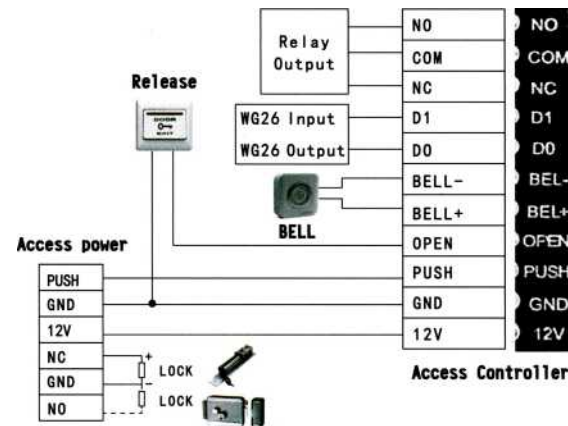 Relay
Output
Release
DOOR
EXIT
WG26 Input
WG26 Output
BELL
Access power
PUSH
GND
12V
NC
GND
NO
+
LOCK
-
LOCK
NO
COM
NC
D1
D0
BELL-
BELL+
OPEN
PUSH
GND
12V
Access Controller
NO
COM
NC
D1
D0
BEL-
BEL+
OPEN
PUSH
GND
12V